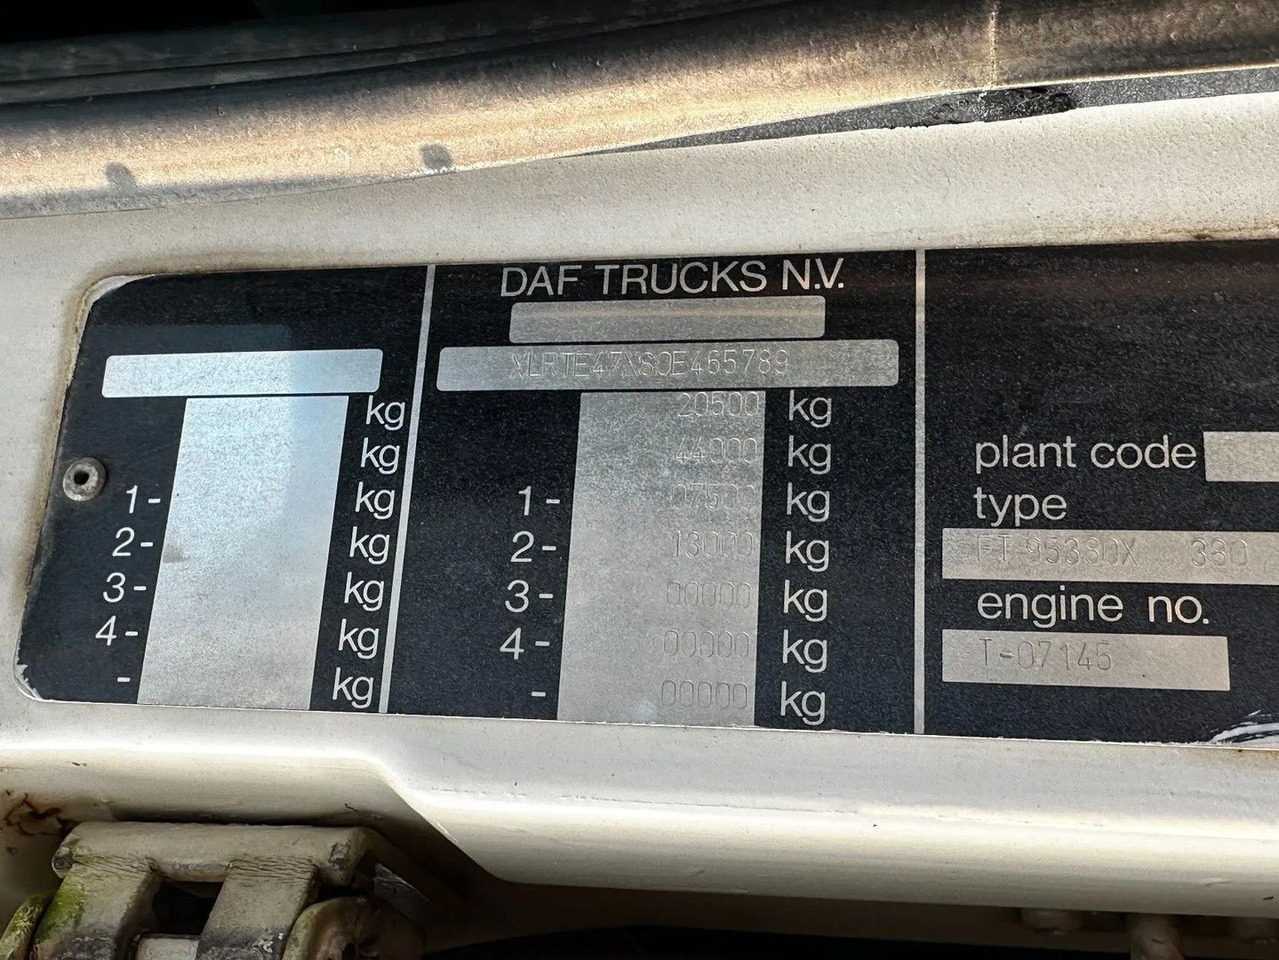 DAF TRUCKS N.V.
XLRTE47XS0E465789
kg
kg
1- kg
2- kg
3- kg
4- kg
- kg
20500 kg
44000 kg
1- 07500 kg
2- 13000 kg
3- 00000 kg
4- 00000 kg
- 00000 kg
plant code
type
FT 95330X 330
engine no.
T-07145